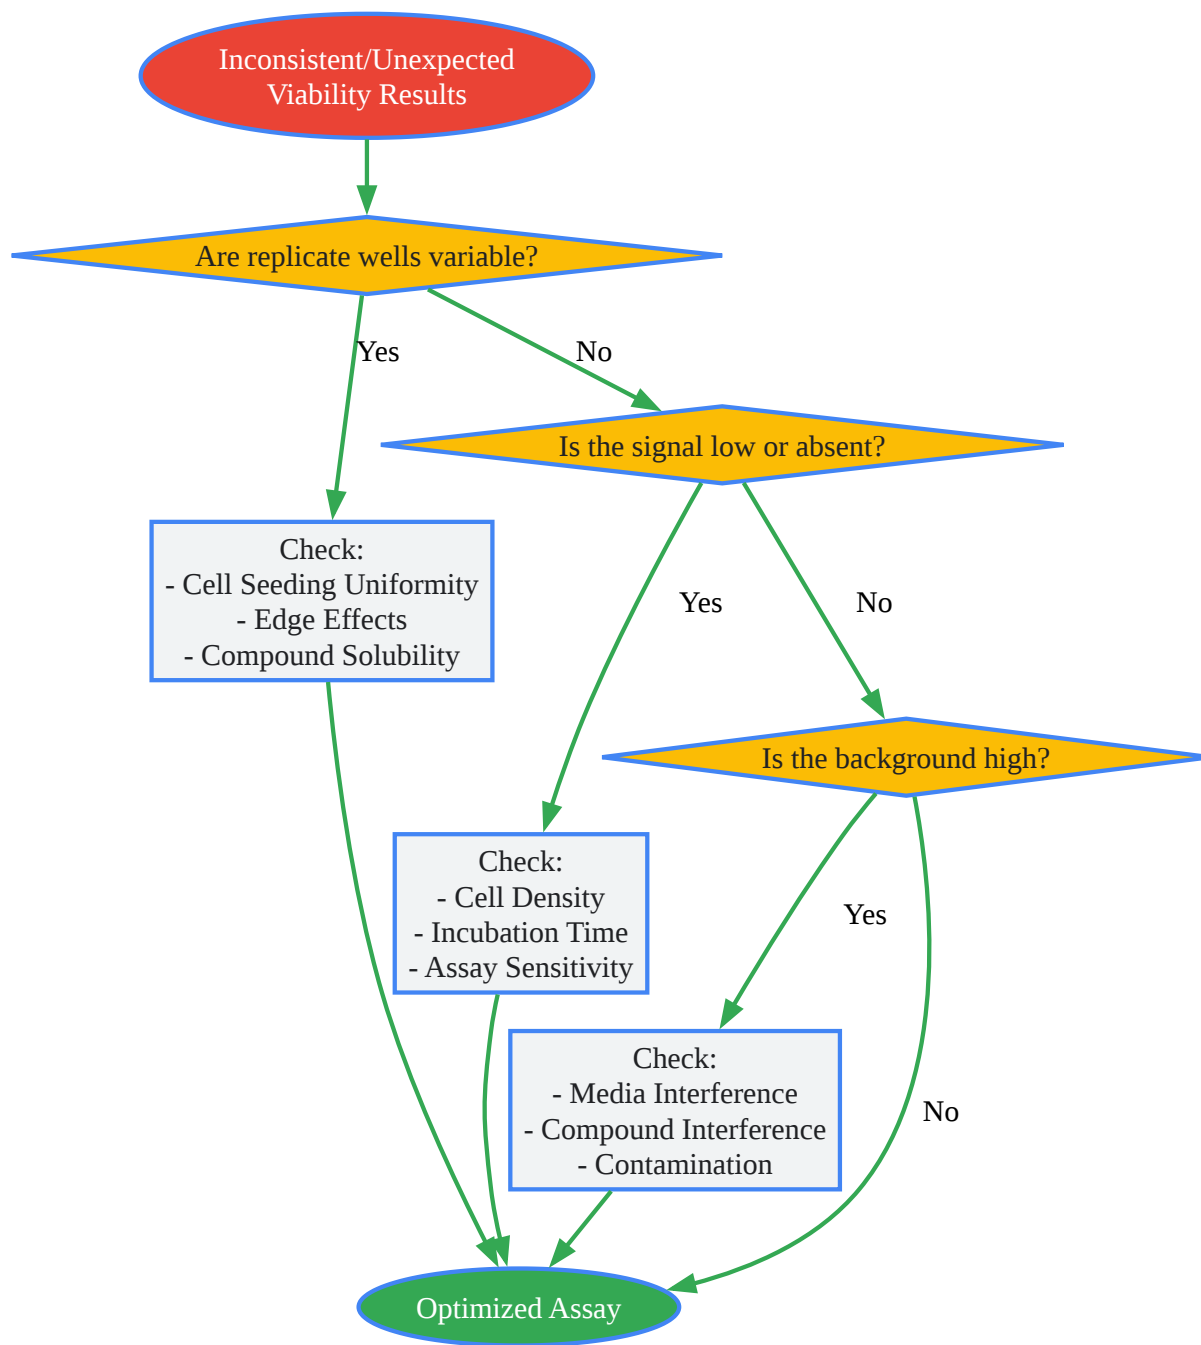 Inconsistent/Unexpected
Viability Results
Are replicate wells variable?
Yes
No
Is the signal low or absent?
Check:
- Cell Seeding Uniformity
- Edge Effects
- Compound Solubility
Yes
No
Is the background high?
Check:
- Cell Density
- Incubation Time
- Assay Sensitivity
Yes
Check:
- Media Interference
- Compound Interference
- Contamination
No
Optimized Assay